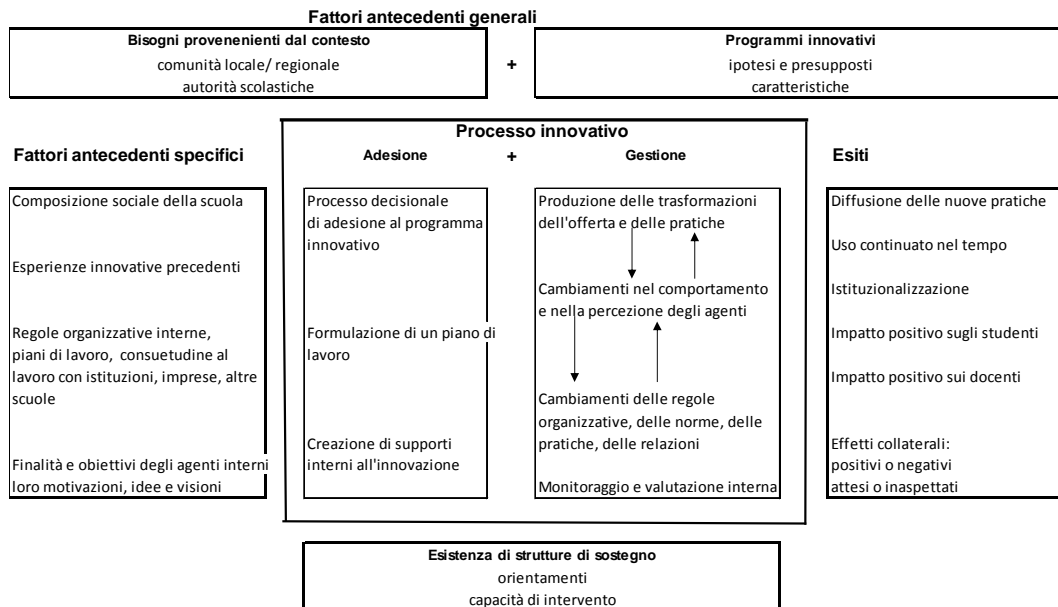 Fattori antecedenti generali
Bisogni provenenienti dal contesto
comunità locale/ regionale
autorità scolastiche
+
Programmi innovativi
ipotesi e presupposti
caratteristiche
Fattori antecedenti specifici
Composizione sociale della scuola
Esperienze innovative precedenti
Regole organizzative interne,
piani di lavoro, consuetudine al
lavoro con istituzioni, imprese, altre
scuole
Finalità e obiettivi degli agenti interni
loro motivazioni, idee e visioni
Processo innovativo
Adesione
+
Gestione
Processo decisionale
di adesione al programma
innovativo
Formulazione di un piano di
lavoro
Creazione di supporti
interni all'innovazione
Produzione delle trasformazioni
dell'offerta e delle pratiche
Cambiamenti nel comportamento
e nella percezione degli agenti
Cambiamenti delle regole
organizzative, delle norme, delle
pratiche, delle relazioni
Monitoraggio e valutazione interna
Esiti
Diffusione delle nuove pratiche
Uso continuato nel tempo
Istituzionalizzazione
Impatto positivo sugli studenti
Impatto positivo sui docenti
Effetti collaterali:
positivi o negativi
attesi o inaspettati
Esistenza di strutture di sostegno
orientamenti
capacità di intervento